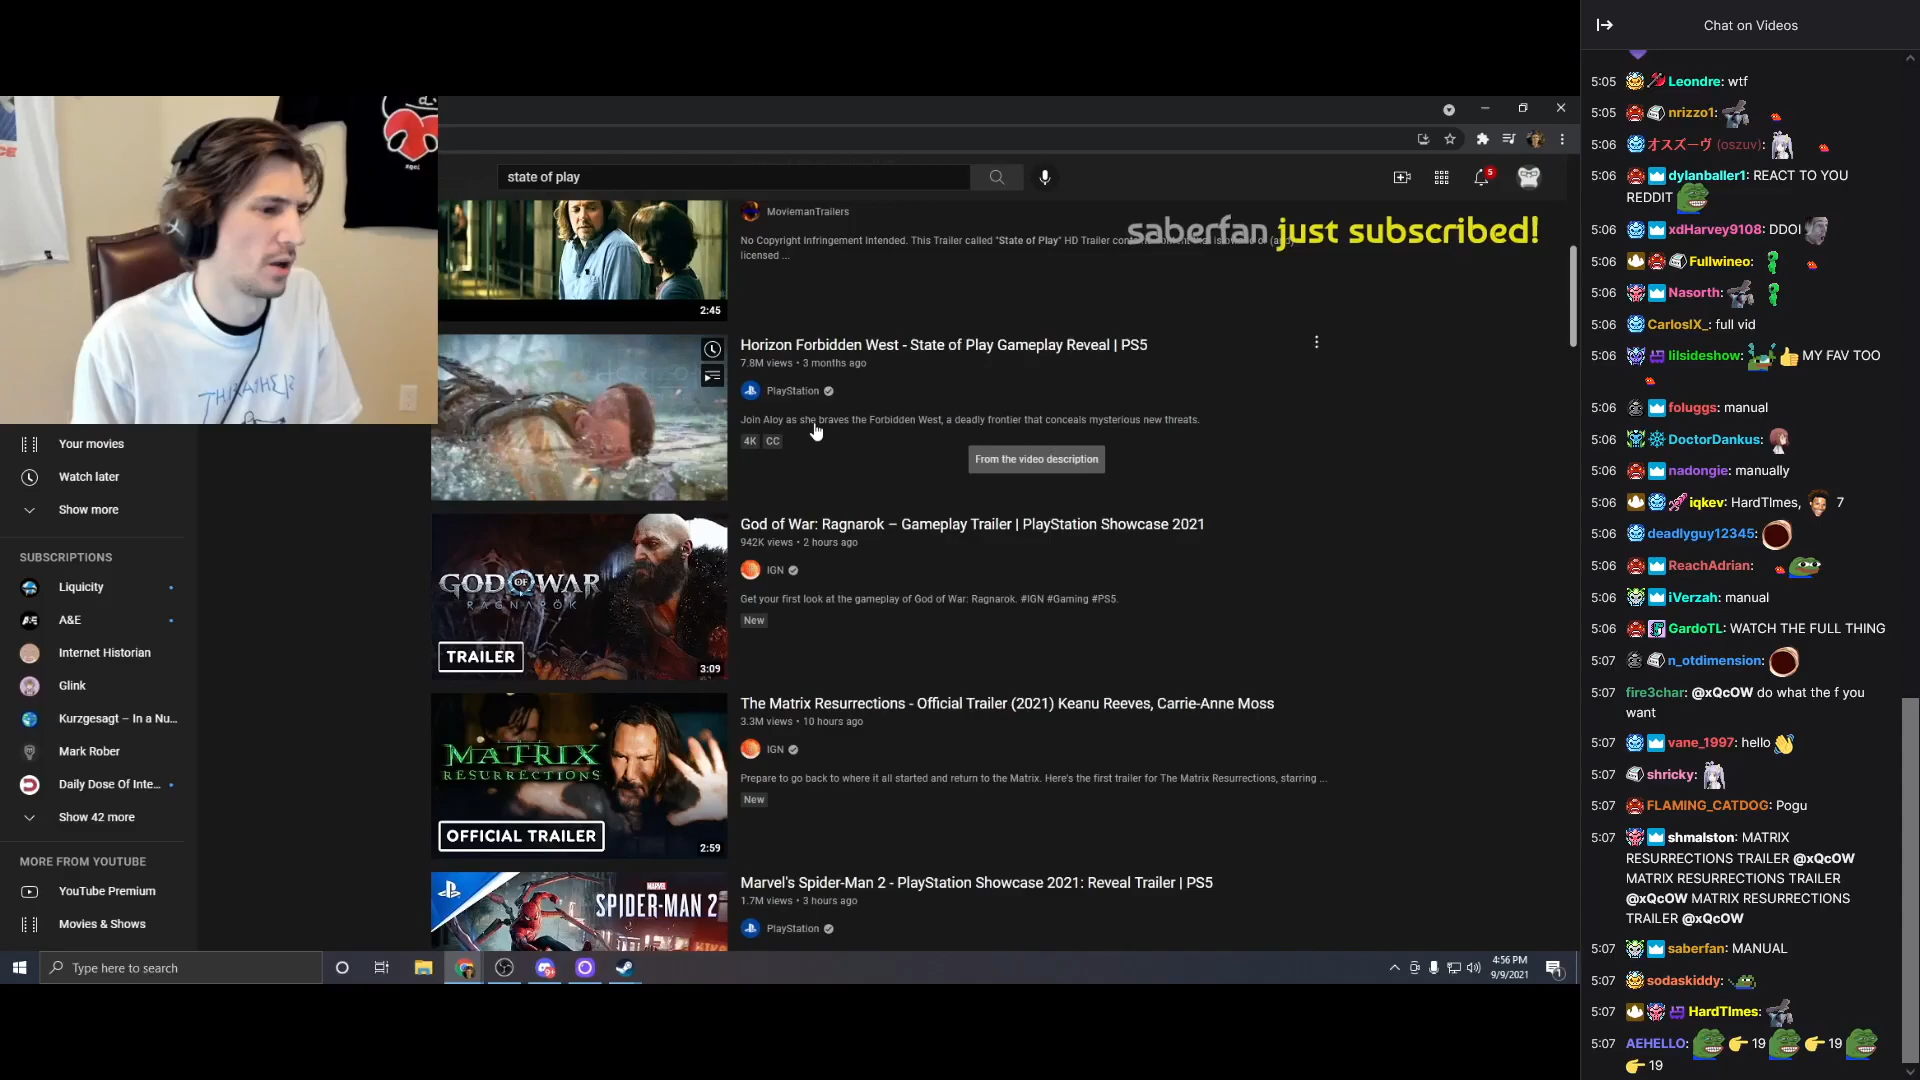 Chat on Videos
state of play
5
MoviemanTrailers
No Copyright Infringement Intended. This Trailer called "State of Play" HD Trailer
licensed ...
saberfan just subscribed!
2:45
Horizon Forbidden West - State of Play Gameplay Reveal | PS5
7.8M views • 3 months ago
PlayStation
Join Aloy as she braves the Forbidden West, a deadly frontier that conceals mysterious new threats.
4K CC
From the video description
God of War: Ragnarok – Gameplay Trailer | PlayStation Showcase 2021
942K views • 2 hours ago
IGN
Get your first look at the gameplay of God of War: Ragnarok. #IGN #Gaming #PS5.
New
GOD OF WAR
RAGNARÖK
TRAILER
3:09
The Matrix Resurrections - Official Trailer (2021) Keanu Reeves, Carrie-Anne Moss
3.3M views • 10 hours ago
IGN
Prepare to go back to where it all started and return to the Matrix. Here's the first trailer for The Matrix Resurrections, starring ...
New
MATRIX
RESURRECTIONS
OFFICIAL TRAILER
2:59
Marvel's Spider-Man 2 - PlayStation Showcase 2021: Reveal Trailer | PS5
1.7M views • 3 hours ago
PlayStation
MARVEL
SPIDER-MAN 2
THRASHER
Your movies
Watch later
Show more
SUBSCRIPTIONS
Liquicity
A&E
Internet Historian
Glink
Kurzgesagt – In a Nu...
Mark Rober
Daily Dose Of Inte...
Show 42 more
MORE FROM YOUTUBE
YouTube Premium
Movies & Shows
Type here to search
4:56 PM
9/9/2021
5:05 Leondre: wtf
5:05 nrizzo1:
5:06 オスズーヴ (oszuv):
5:06 dylanballer1: REACT TO YOU
REDDIT
5:06 xdHarvey9108: DDOI
5:06 Fullwineo:
5:06 Nasorth:
5:06 CarlosIX_: full vid
5:06 lilsideshow: MY FAV TOO
5:06 foluggs: manual
5:06 DoctorDankus:
5:06 nadongie: manually
5:06 iqkev: HardTImes, 7
5:06 deadlyguy12345:
5:06 ReachAdrian:
5:06 iVerzah: manual
5:06 GardoTL: WATCH THE FULL THING
5:07 n_otdimension:
5:07 fire3char: @xQcOW do what the f you
want
5:07 vane_1997: hello
5:07 shricky:
5:07 FLAMING_CATDOG: Pogu
5:07 shmalston: MATRIX
RESURRECTIONS TRAILER @xQcOW
MATRIX RESURRECTIONS TRAILER
@xQcOW MATRIX RESURRECTIONS
TRAILER @xQcOW
5:07 saberfan: MANUAL
5:07 sodaskiddy:
5:07 HardTImes:
5:07 AEHELLO: 19 19
19